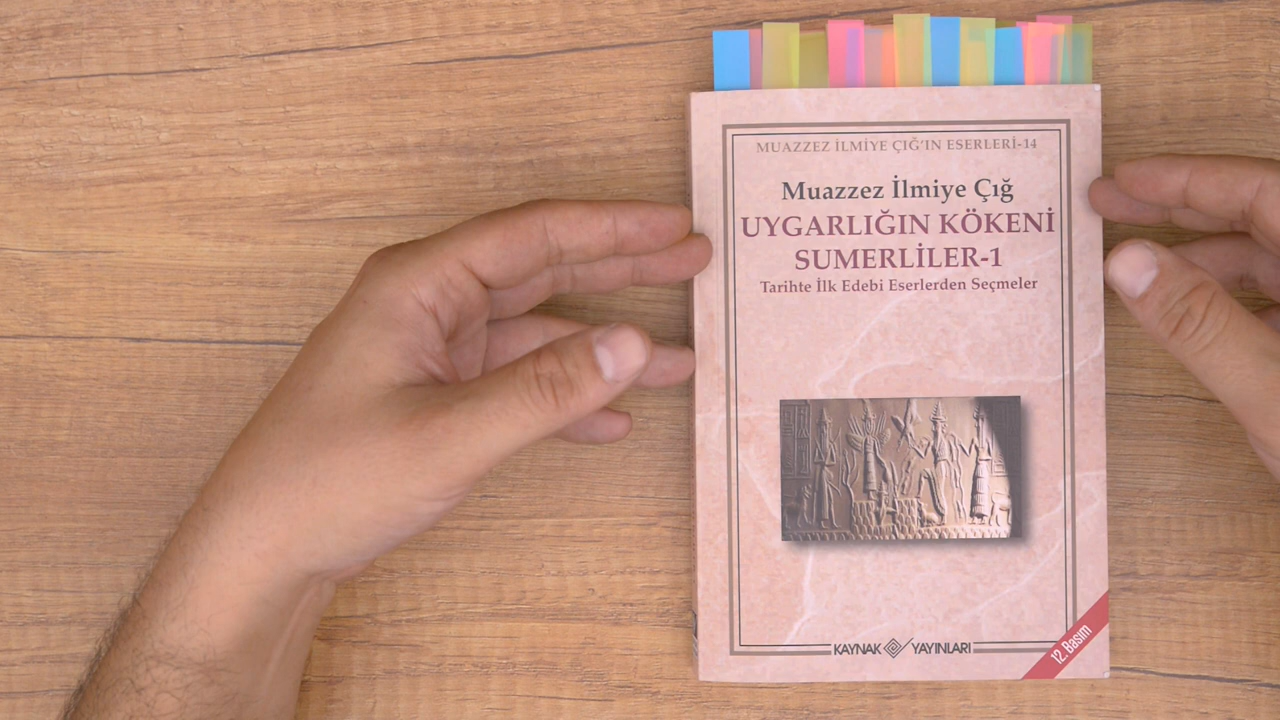 MUAZZEZ İLMİYE ÇIĞ'IN ESERLERİ-14
Muazzez İlmiye Çığ
UYGARLIĞIN KÖKENİ
SUMERLİLER-1
Tarihte İlk Edebi Eserlerden Seçmeler
KAYNAK YAYINLARI
12. Basım